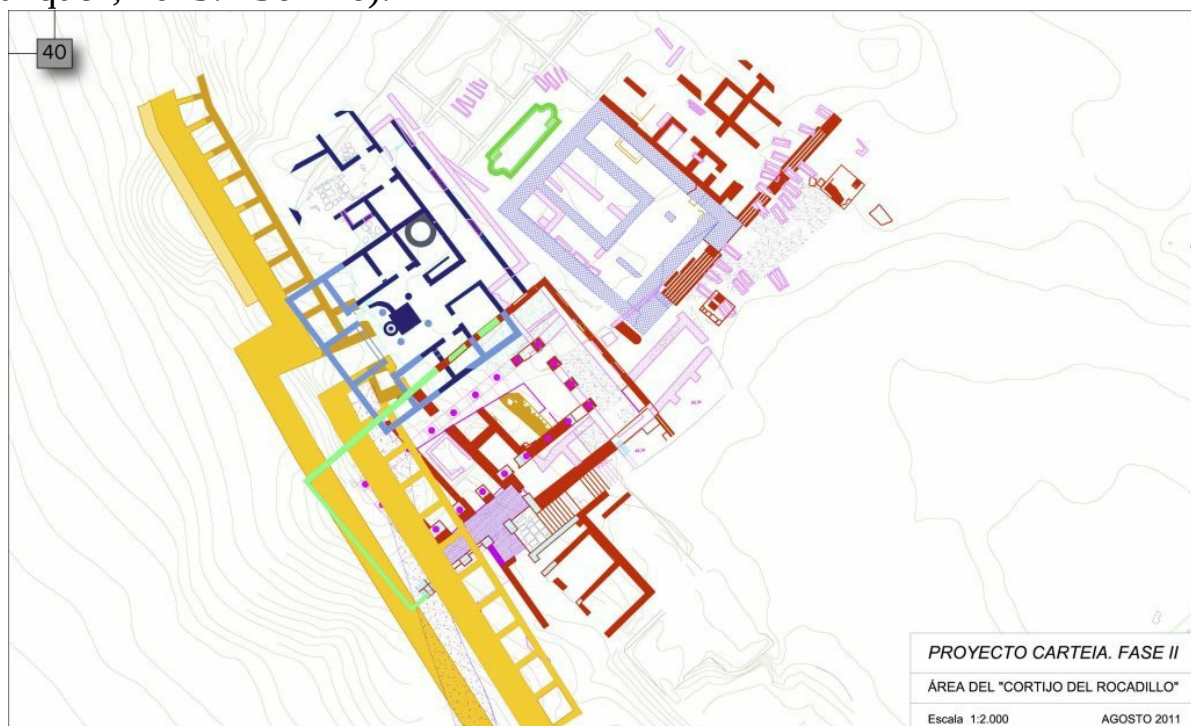 40
PROYECTO CARTEIA. FASE II
ÁREA DEL "CORTIJO DEL ROCADILLO"
Escala 1:2.000 AGOSTO 2011